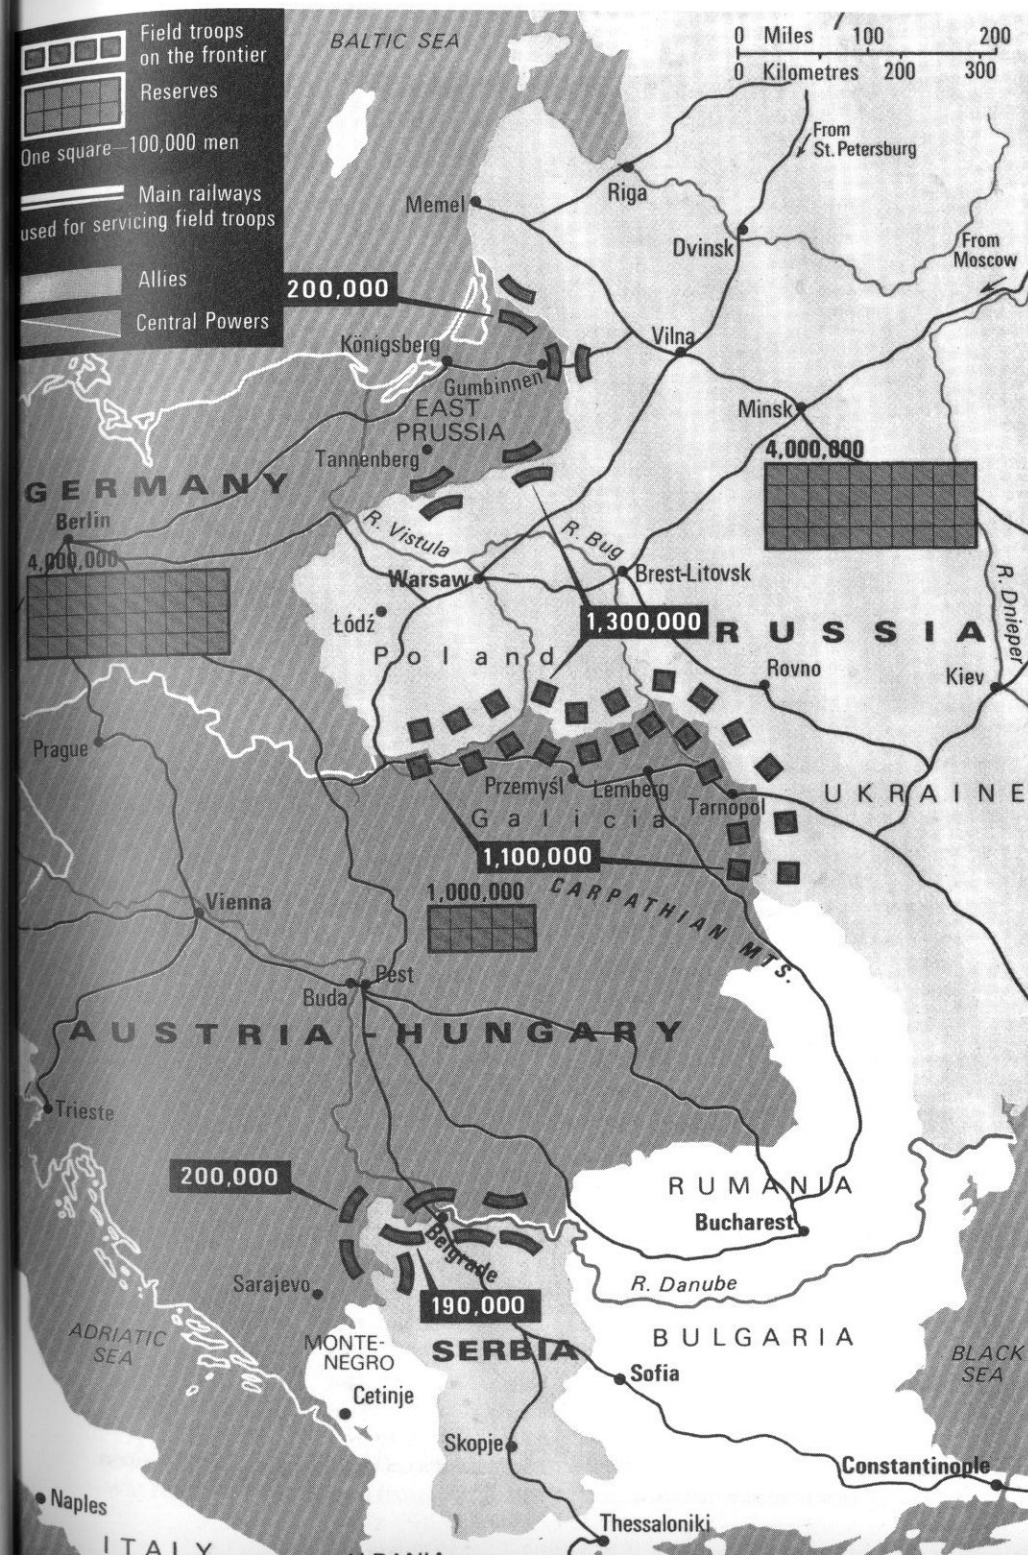 Field troops
on the frontier
Reserves
One square—100,000 men
Main railways
used for servicing field troops
Allies
Central Powers
BALTIC SEA
0 Miles 100 200
0 Kilometres 200 300
From
St. Petersburg
Riga
Memel
Dvinsk
From
Moscow
200,000
Königsberg
Vilna
Gumbinnen
EAST
PRUSSIA
Minsk
Tannenberg
4,000,000
GERMANY
Berlin
R. Vistula
R. Bug
4,000,000
Warsaw
Brest-Litovsk
R. Dnieper
Łódź
1,300,000
RUSSIA
Poland
Rovno
Kiev
Prague
Przemyśl
Lemberg
Tarnopol
UKRAINE
Galicia
1,100,000
1,000,000
CARPATHIAN MTS.
Vienna
Buda
Pest
AUSTRIA-HUNGARY
Trieste
200,000
RUMANIA
Bucharest
Belgrade
Sarajevo
R. Danube
190,000
ADRIATIC
SEA
MONTE-
NEGRO
SERBIA
BULGARIA
BLACK
SEA
Sofia
Cetinje
Skopje
Constantinople
Naples
Thessaloniki
ITALY